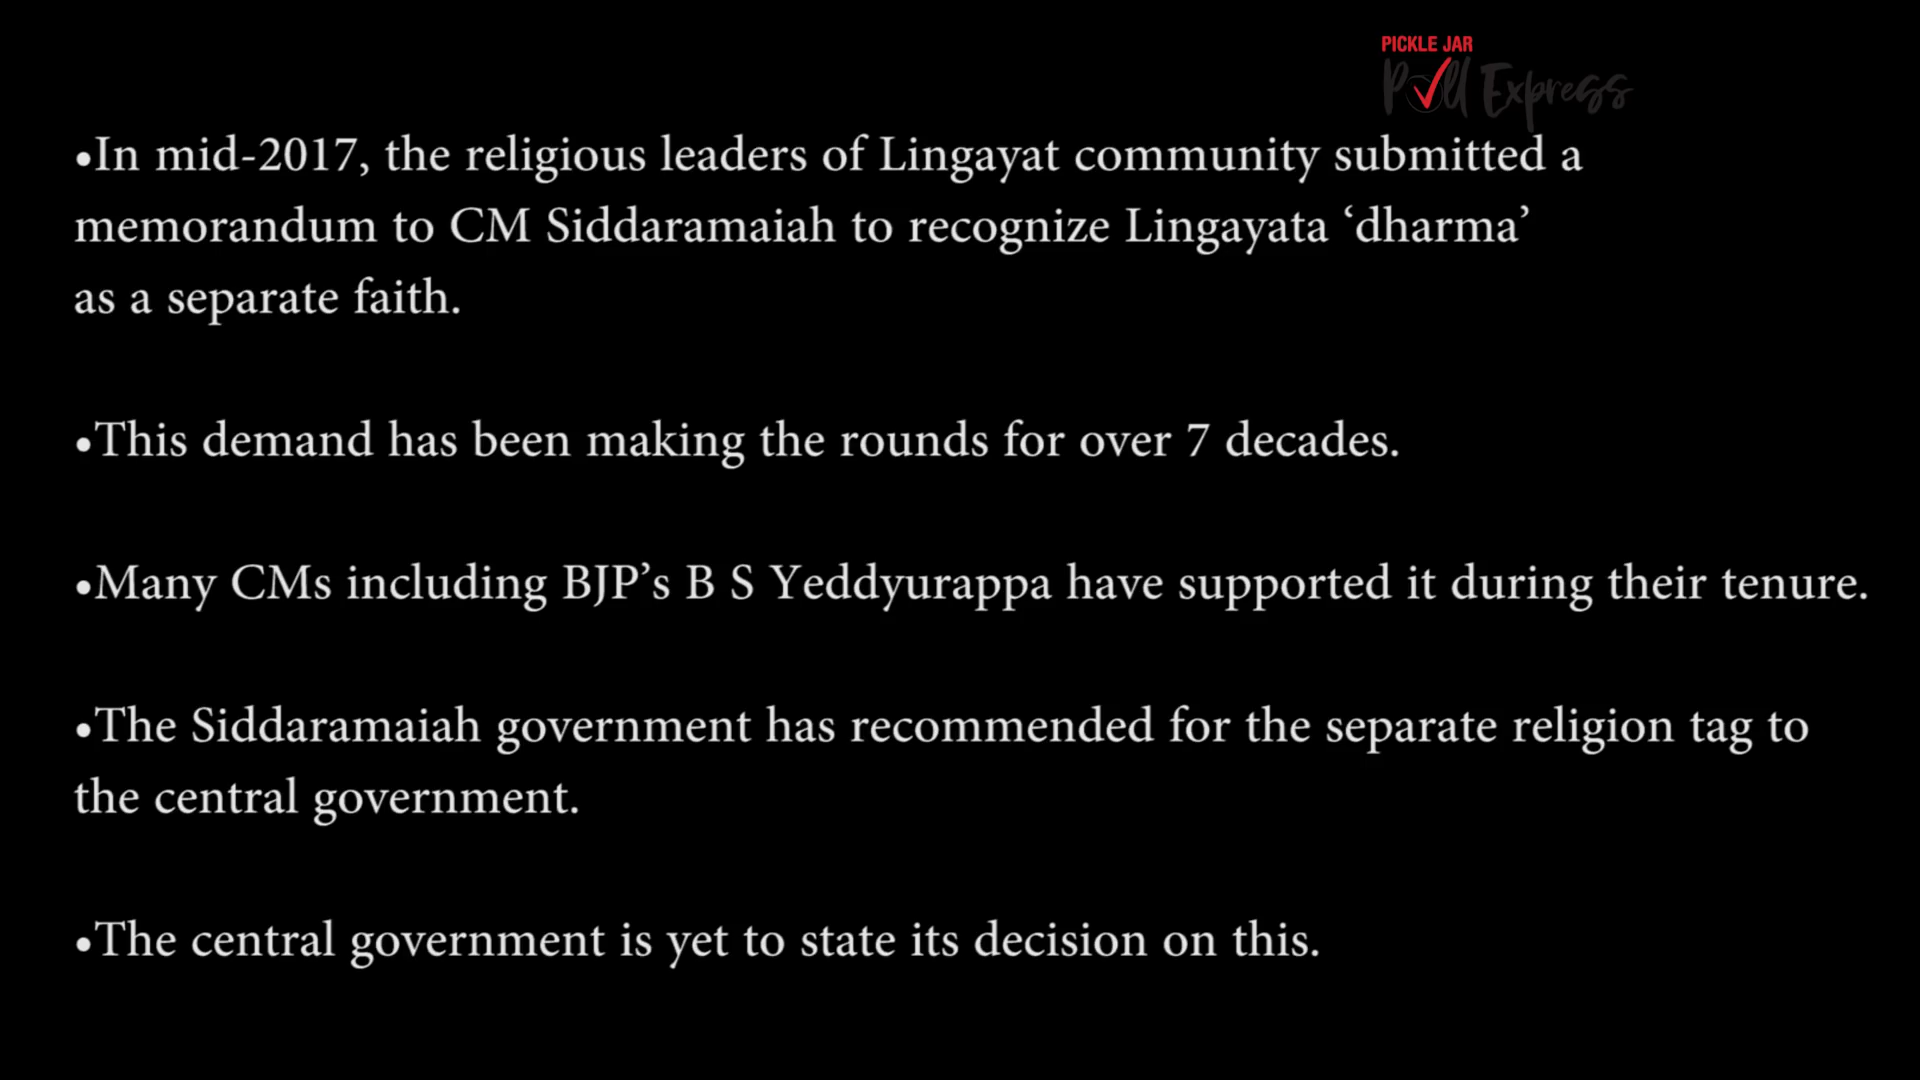 PICKLE JAR
Poll Express
•In mid-2017, the religious leaders of Lingayat community submitted a
memorandum to CM Siddaramaiah to recognize Lingayata ‘dharma’
as a separate faith.
•This demand has been making the rounds for over 7 decades.
•Many CMs including BJP’s B S Yeddyurappa have supported it during their tenure.
•The Siddaramaiah government has recommended for the separate religion tag to
the central government.
•The central government is yet to state its decision on this.